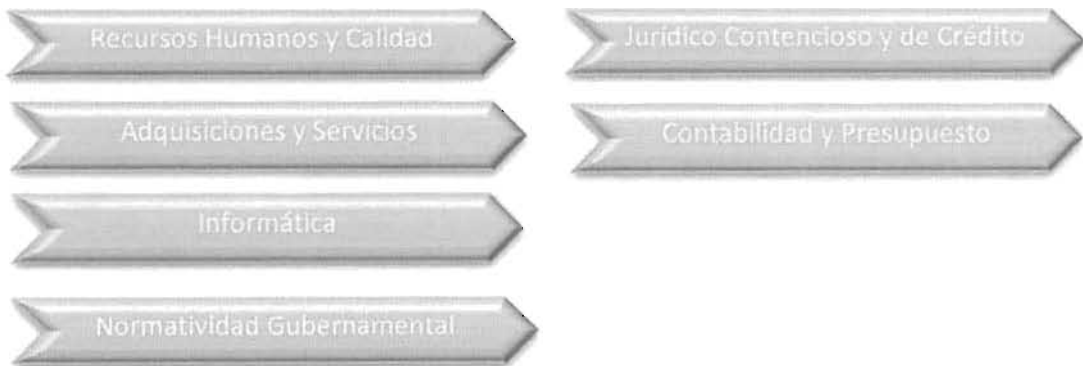 Recursos Humanos y Calidad
Adquisiciones y Servicios
Informática
Normatividad Gubernamental
Jurídico Contencioso y de Crédito
Contabilidad y Presupuesto